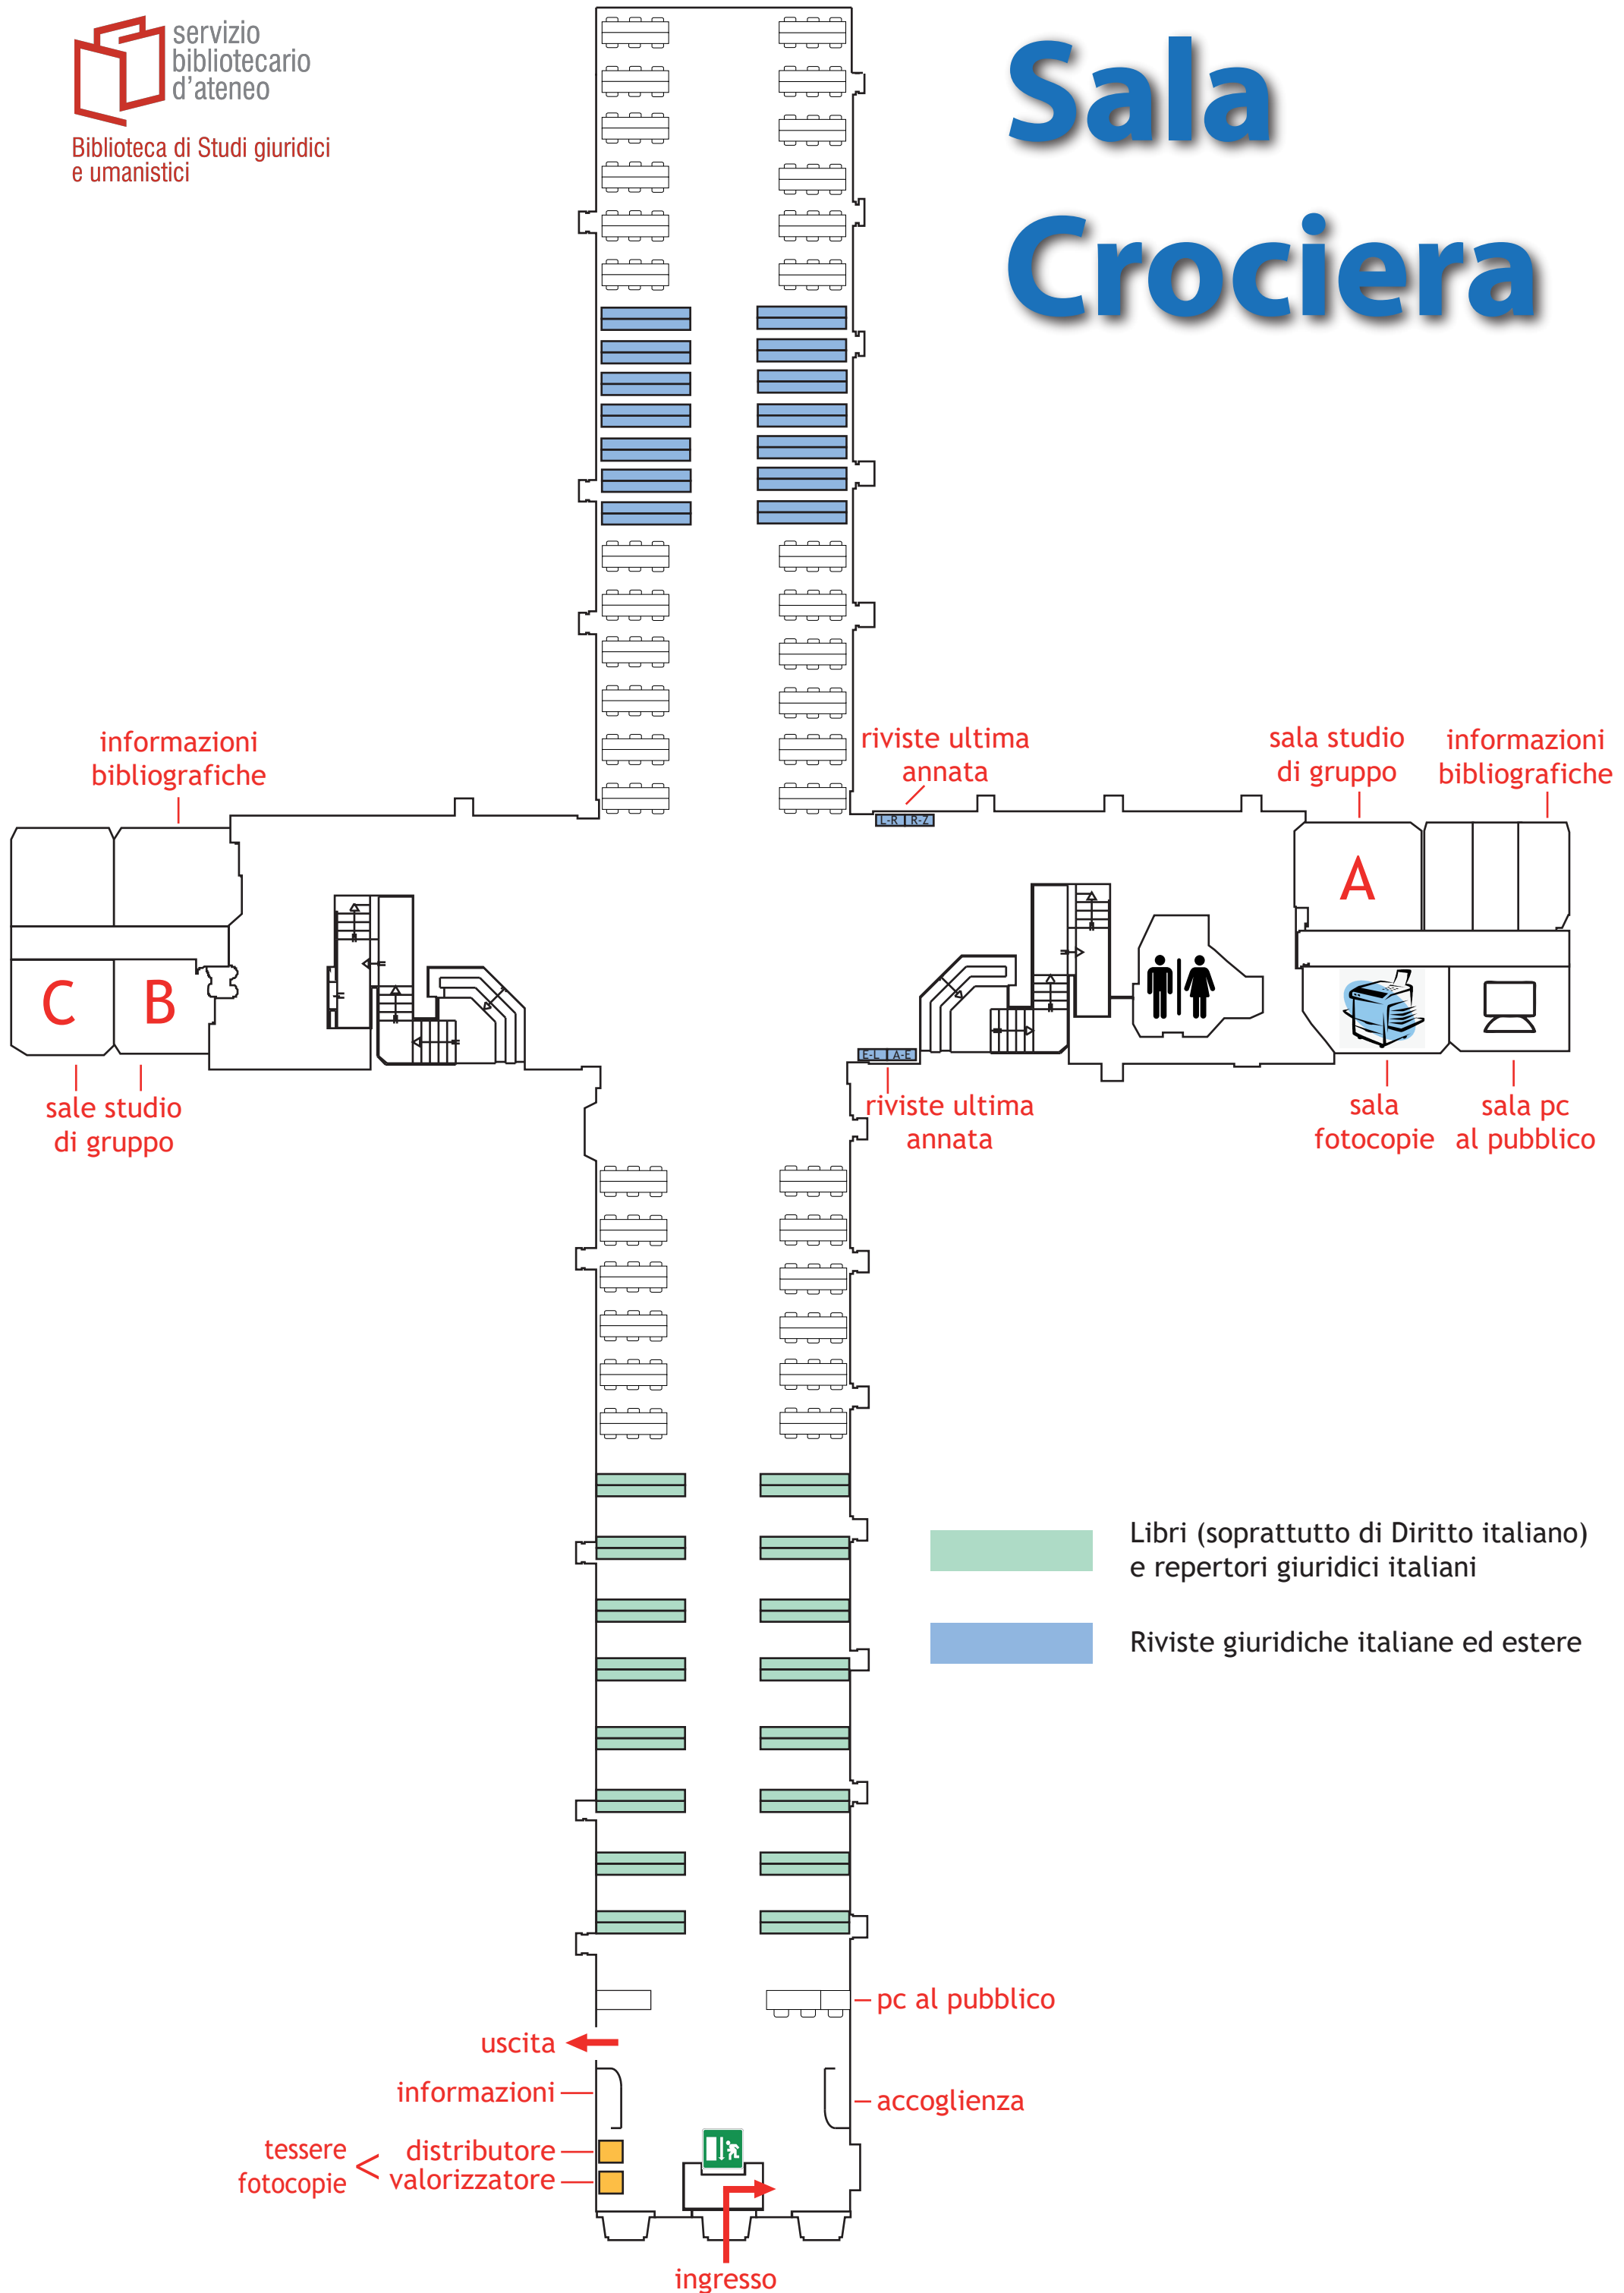 servizio
bibliotecario
d'ateneo
Biblioteca di Studi giuridici
e umanistici
Sala
Crociera
informazioni
bibliografiche
riviste ultima
annata
sala studio
di gruppo
informazioni
bibliografiche
L-R R-Z
A
C
B
E-L A-E
sale studio
di gruppo
riviste ultima
annata
sala
fotocopie
sala pc
al pubblico
Libri (soprattutto di Diritto italiano)
e repertori giuridici italiani
Riviste giuridiche italiane ed estere
pc al pubblico
uscita
informazioni
accoglienza
tessere
fotocopie
<
distributore
valorizzatore
ingresso